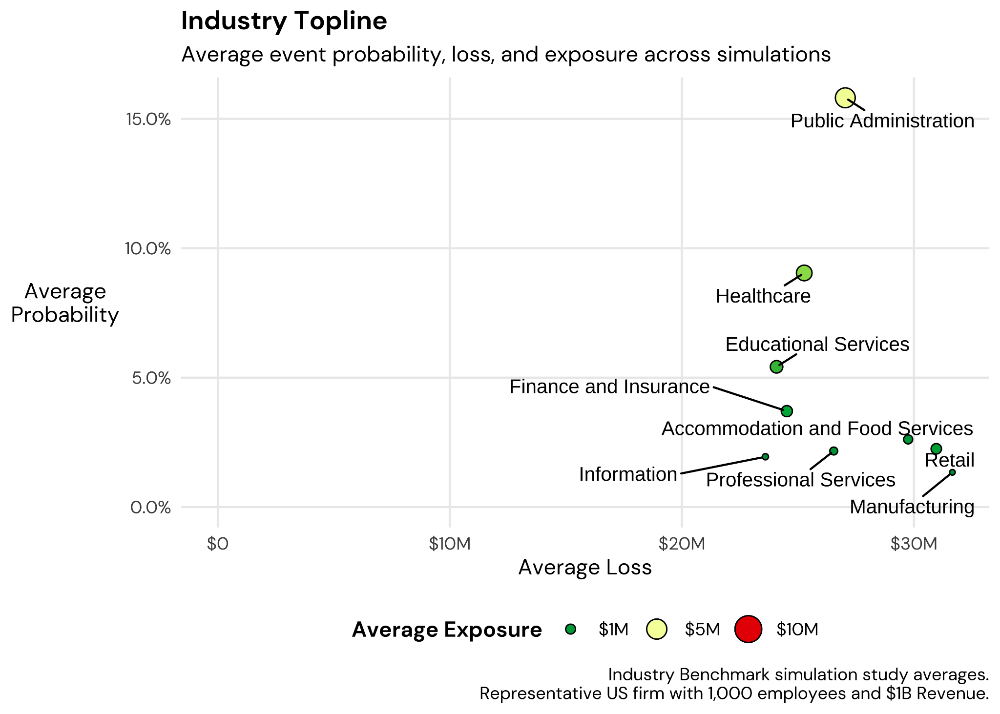 Industry Topline
Average event probability, loss, and exposure across simulations
15.0%
Public Administration
10.0%
Healthcare
Average
Probability
Educational Services
5.0%
Finance and Insurance
Accommodation and Food Services
Retail
Information
Professional Services
Manufacturing
0.0%
$0
$10M
$20M
$30M
Average Loss
Average Exposure
$1M
$5M
$10M
Industry Benchmark simulation study averages.
Representative US firm with 1,000 employees and $1B Revenue.